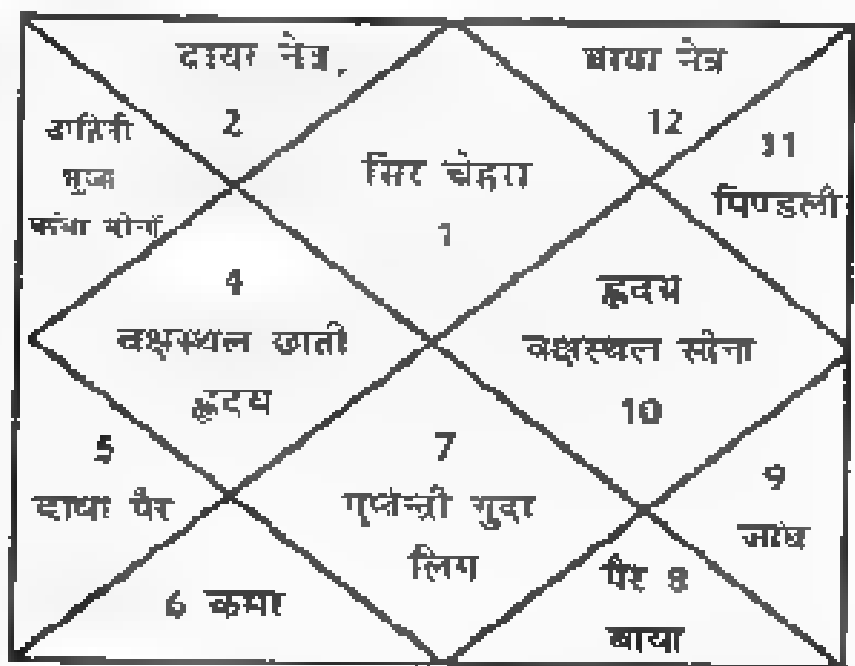 दाया नेत्र,
2
बाया नेत्र
12
11
पिण्डली
दाहिनी
भुजा
कंधा दोनों
सिर चेहरा
1
4
वक्षस्थल छाती
हृदय
हृदय
वक्षस्थल सीना
10
5
दाया पैर
7
गुदा
लिग
9
जांघ
6 कमर
पैर 8
बाया